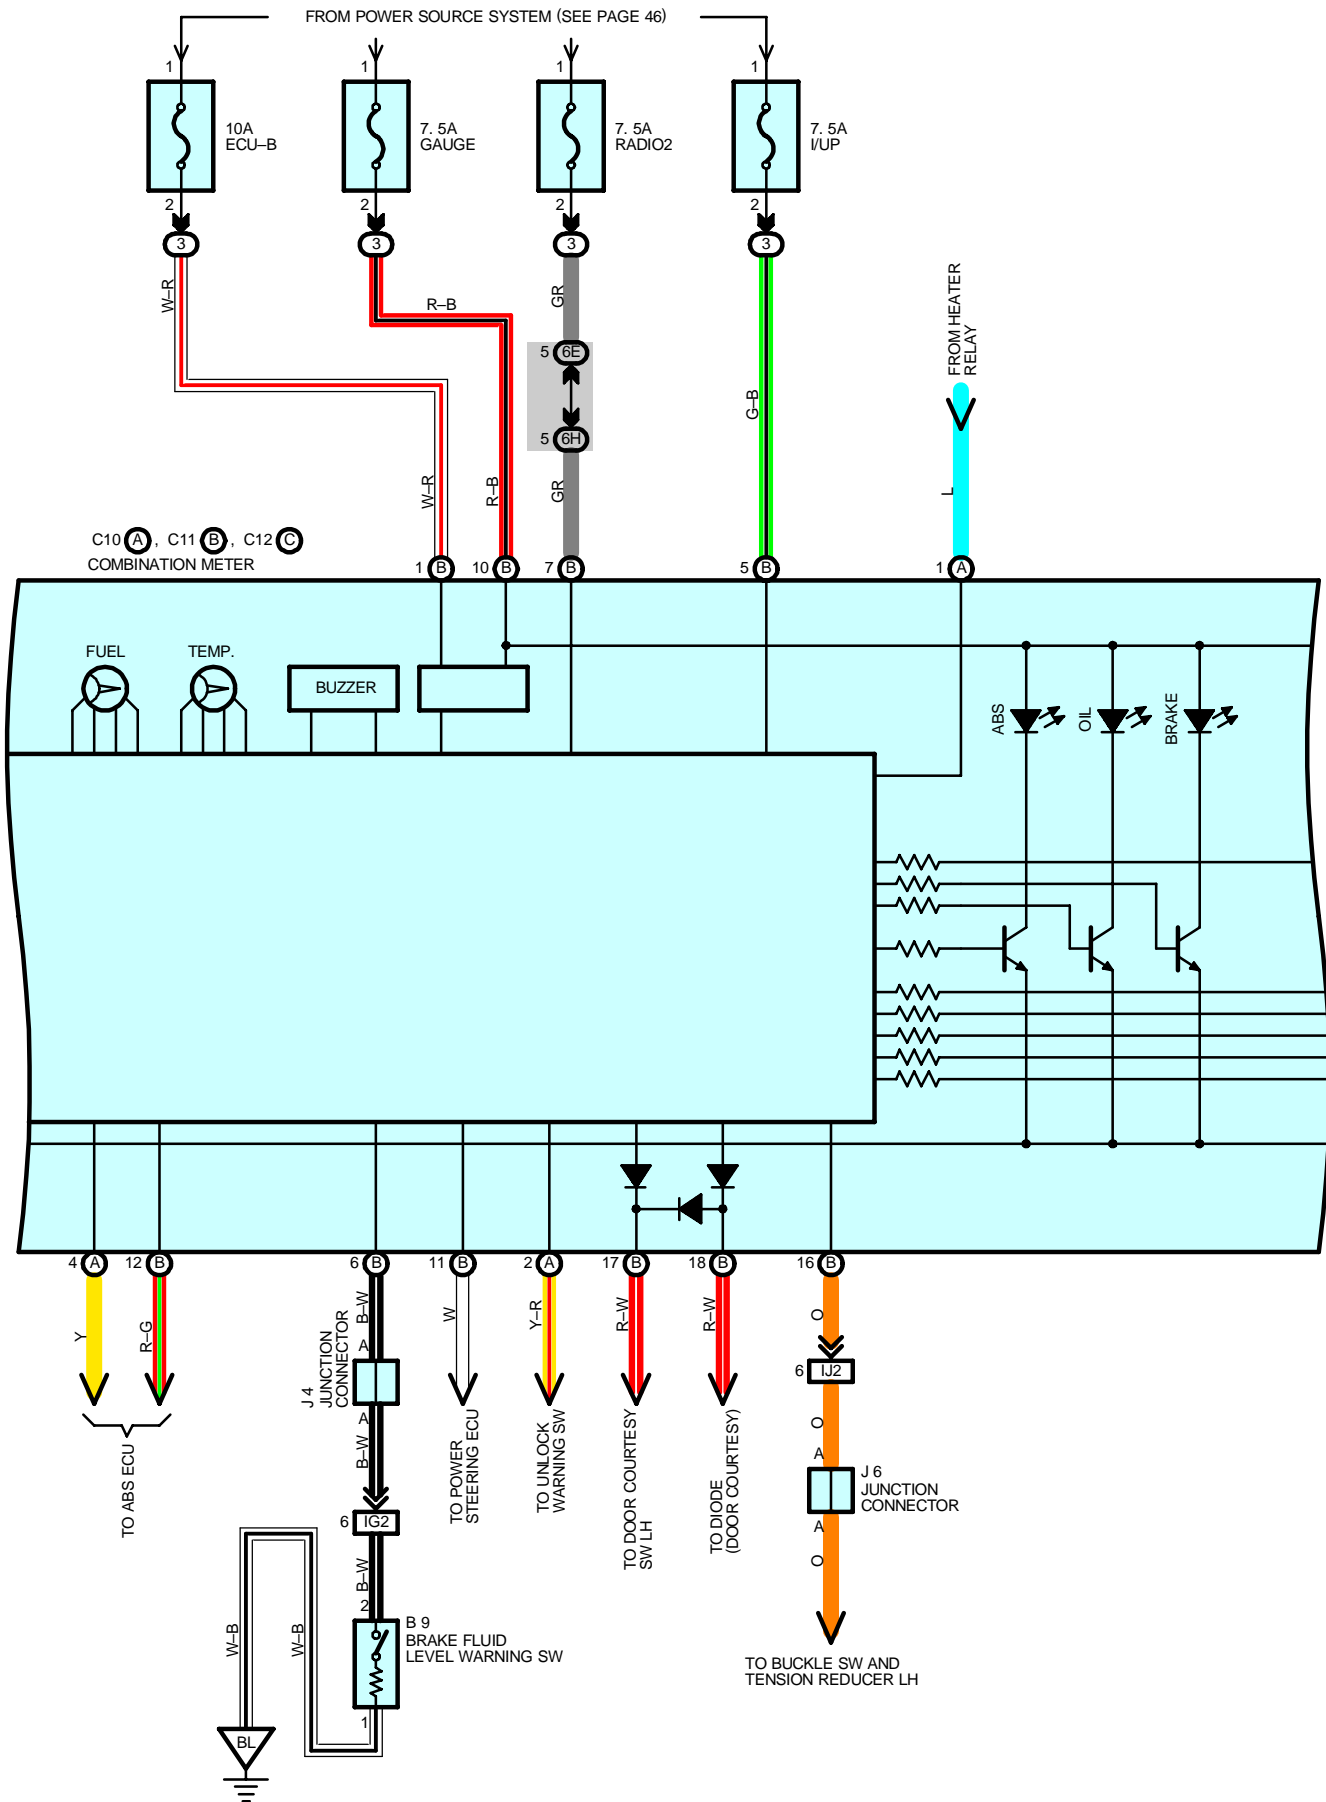 FROM POWER SOURCE SYSTEM (SEE PAGE 46)
1
1
1
1
10A
ECU–B
7. 5A
GAUGE
7. 5A
RADIO2
7. 5A
I/UP
2
2
2
2
3
3
3
3
W–R
R–B
GR
FROM HEATER
RELAY
5 6E
G–B
5 6H
W–R
R–B
GR
L
C10 A , C11 B , C12 C
COMBINATION METER
1 B
10 B
7 B
5 B
1 A
FUEL
TEMP.
BUZZER
ABS
OIL
BRAKE
4 A
12 B
6 B
11 B
2 A
17 B
18 B
16 B
Y
R–G
B–W
W
Y–R
R–W
R–W
O
A
J 4
JUNCTION
CONNECTOR
6 IJ2
A
B–W
O
A
TO ABS ECU
TO POWER
STEERING ECU
TO UNLOCK
WARNING SW
TO DOOR COURTESY
SW LH
TO DIODE
(DOOR COURTESY)
J 6
JUNCTION
CONNECTOR
A
O
6 IG2
B–W
2
B 9
BRAKE FLUID
LEVEL WARNING SW
W–B
W–B
1
TO BUCKLE SW AND
TENSION REDUCER LH
BL